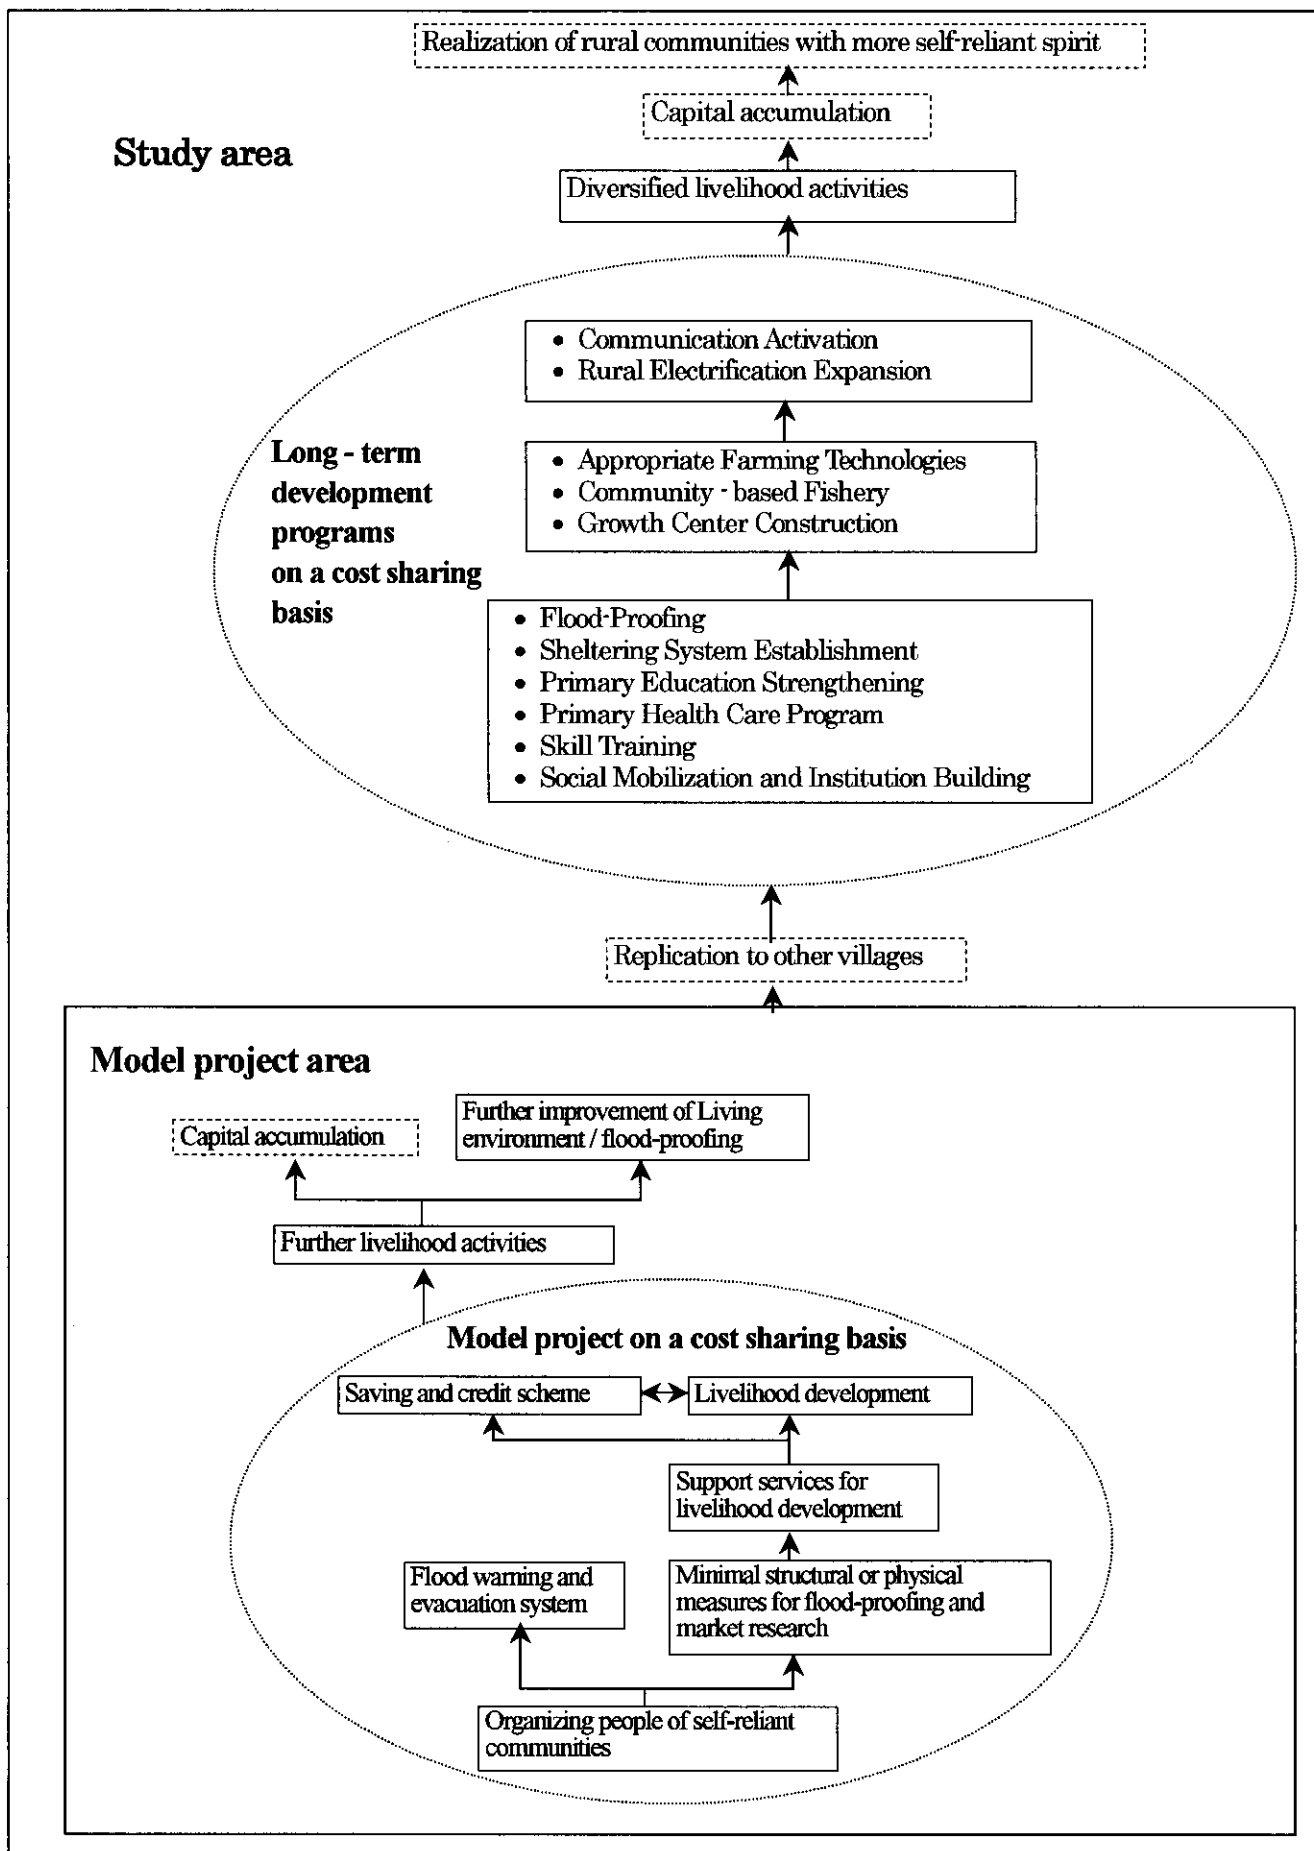 Realization of rural communities with more self-reliant spirit
Capital accumulation
Study area
Diversified livelihood activities
• Communication Activation
• Rural Electrification Expansion
Long - term
development
programs
on a cost sharing
basis
• Appropriate Farming Technologies
• Community - based Fishery
• Growth Center Construction
• Flood-Proofing
• Sheltering System Establishment
• Primary Education Strengthening
• Primary Health Care Program
• Skill Training
• Social Mobilization and Institution Building
Replication to other villages
Model project area
Capital accumulation
Further improvement of Living
environment / flood-proofing
Further livelihood activities
Model project on a cost sharing basis
Saving and credit scheme
Livelihood development
Support services for
livelihood development
Flood warning and
evacuation system
Minimal structural or physical
measures for flood-proofing and
market research
Organizing people of self-reliant
communities